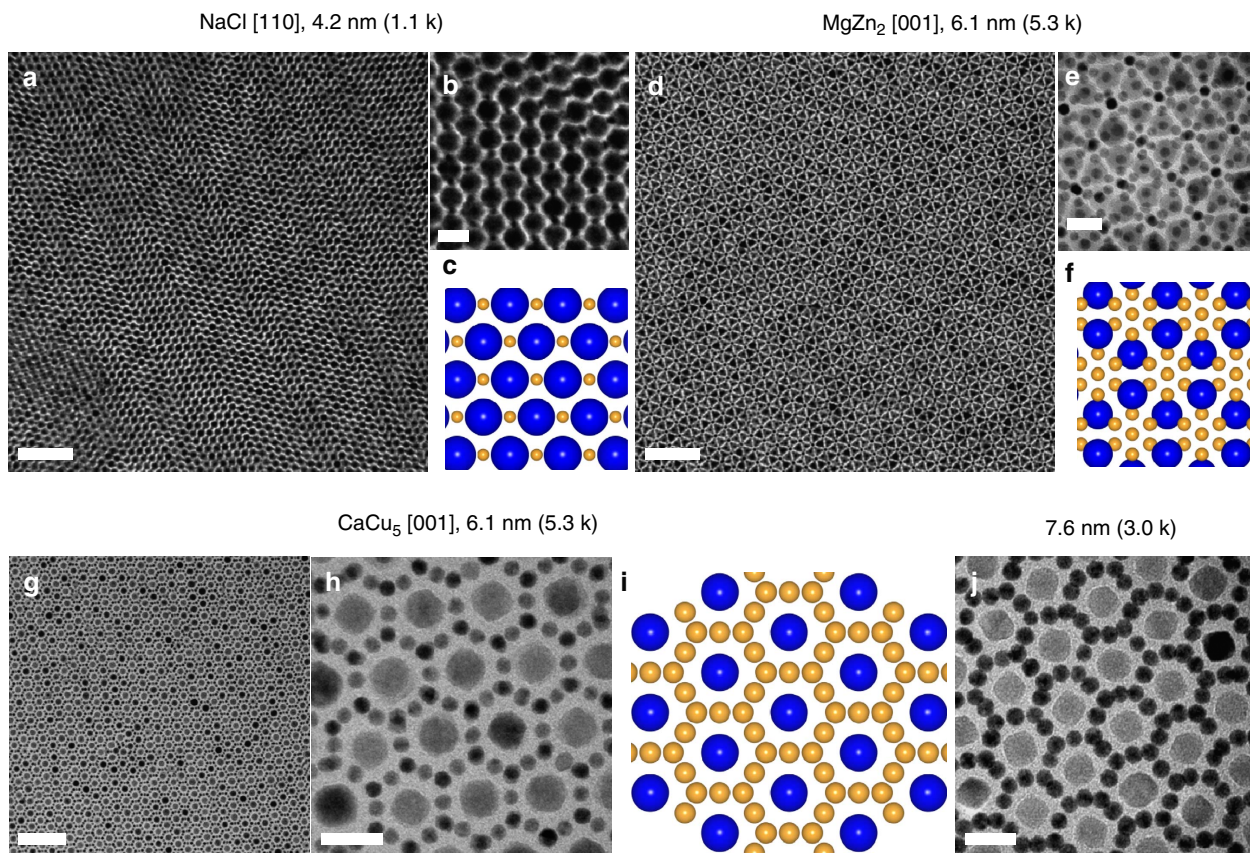 NaCl [110], 4.2 nm (1.1 k)
MgZn₂ [001], 6.1 nm (5.3 k)
a
b
c
d
e
f
CaCu₅ [001], 6.1 nm (5.3 k)
7.6 nm (3.0 k)
g
h
i
j